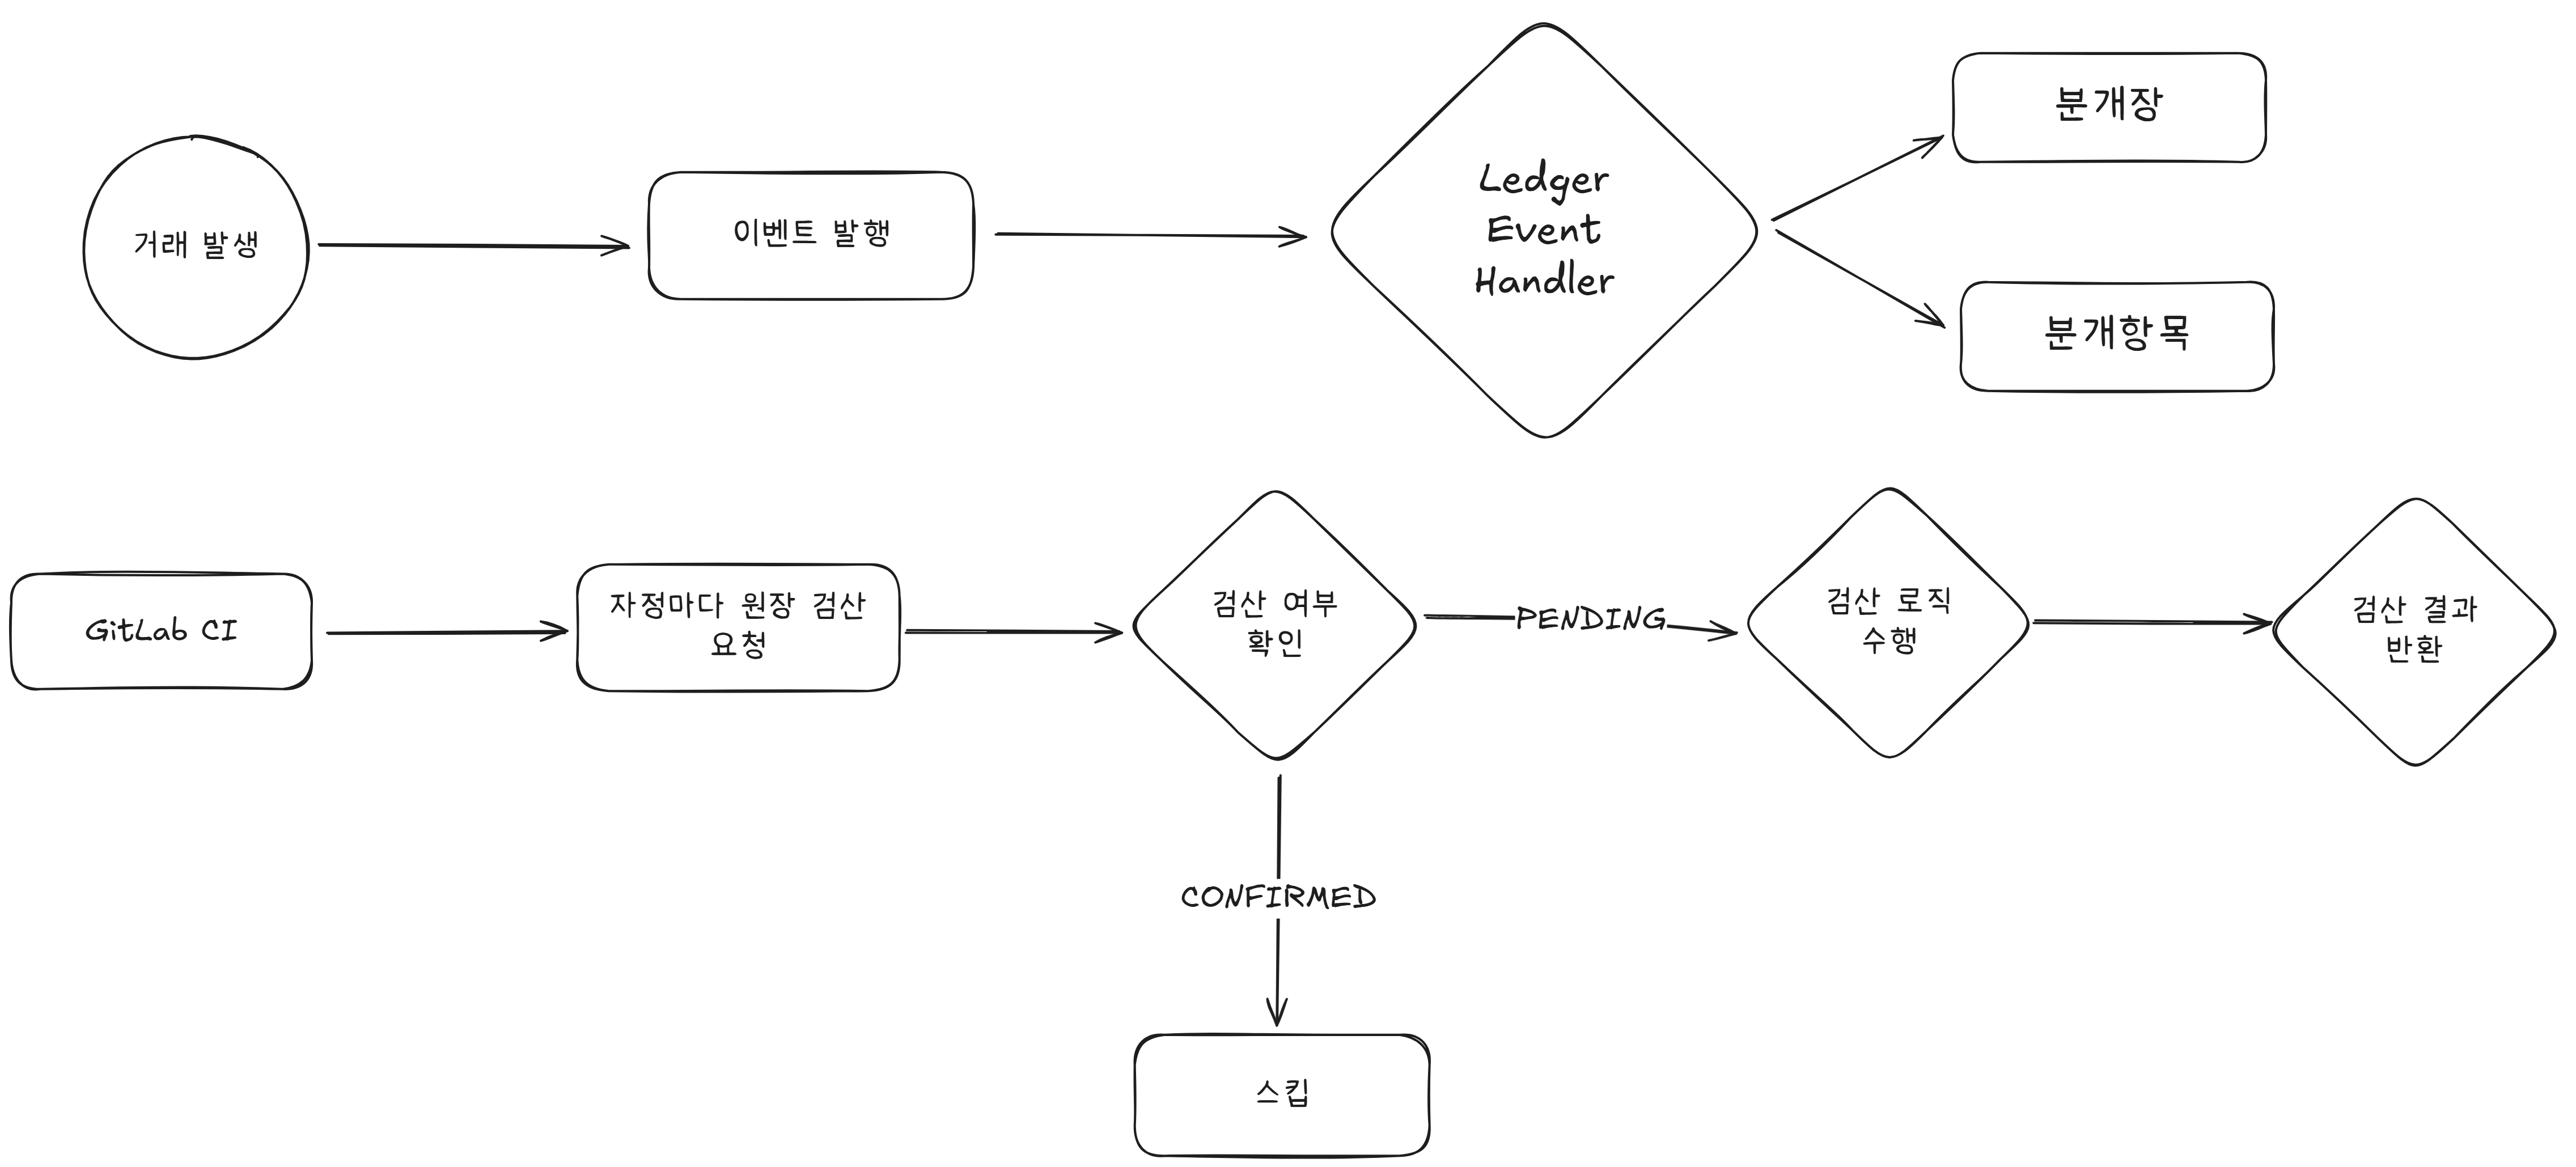 거래 발생
이벤트 발행
Ledger
Event
Handler
분개장
분개항목
GitLab CI
자정마다 원장 검산
요청
검산 여부
확인
PENDING
검산 로직
수행
검산 결과
반환
CONFIRMED
스킵